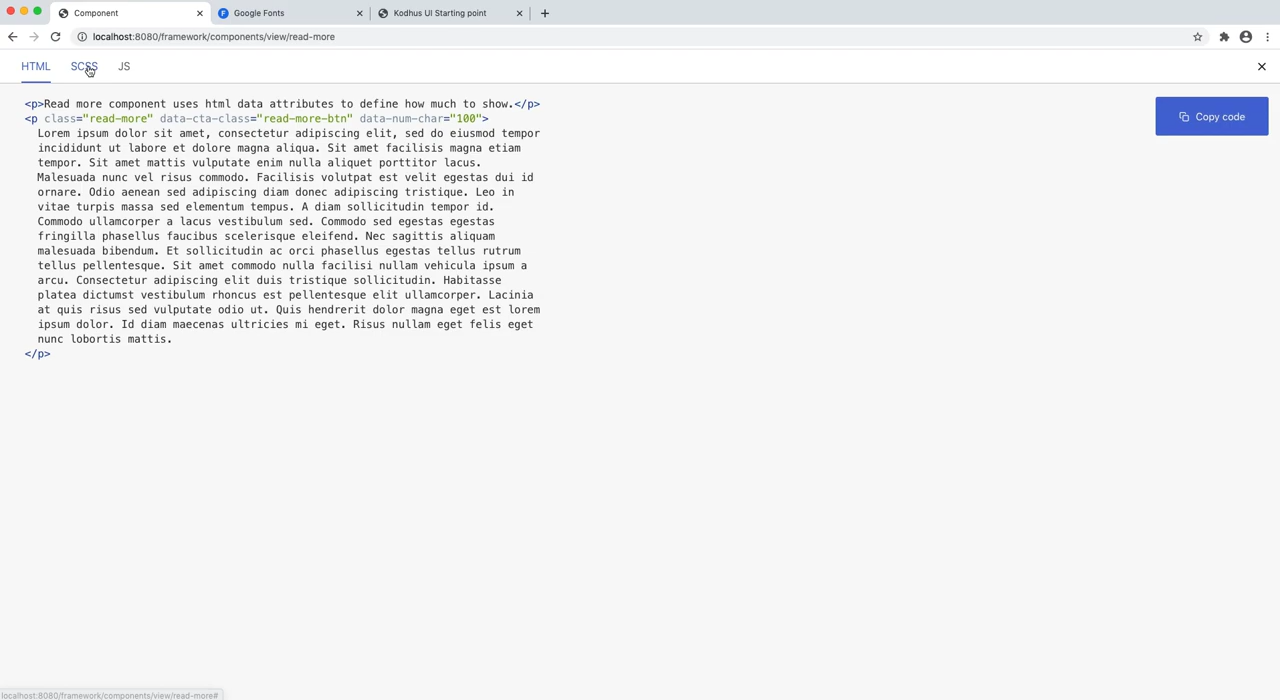 Component
Google Fonts
Kodhus UI Starting point
localhost:8080/framework/components/view/read-more
HTML SCSS JS
<p>Read more component uses html data attributes to define how much to show.</p>
<p class="read-more" data-cta-class="read-more-btn" data-num-char="100">
Lorem ipsum dolor sit amet, consectetur adipiscing elit, sed do eiusmod tempor
incididunt ut labore et dolore magna aliqua. Sit amet facilisis magna etiam
tempor. Sit amet mattis vulputate enim nulla aliquet porttitor lacus.
Malesuada nunc vel risus commodo. Facilisis volutpat est velit egestas dui id
ornare. Odio aenean sed adipiscing diam donec adipiscing tristique. Leo in
vitae turpis massa sed elementum tempus. A diam sollicitudin tempor id.
Commodo ullamcorper a lacus vestibulum sed. Commodo sed egestas egestas
fringilla phasellus faucibus scelerisque eleifend. Nec sagittis aliquam
malesuada bibendum. Et sollicitudin ac orci phasellus egestas tellus rutrum
tellus pellentesque. Sit amet commodo nulla facilisi nullam vehicula ipsum a
arcu. Consectetur adipiscing elit duis tristique sollicitudin. Habitasse
platea dictumst vestibulum rhoncus est pellentesque elit ullamcorper. Lacinia
at quis risus sed vulputate odio ut. Quis hendrerit dolor magna eget est lorem
ipsum dolor. Id diam maecenas ultricies mi eget. Risus nullam eget felis eget
nunc lobortis mattis.
</p>
Copy code
localhost:8080/framework/components/view/read-more#